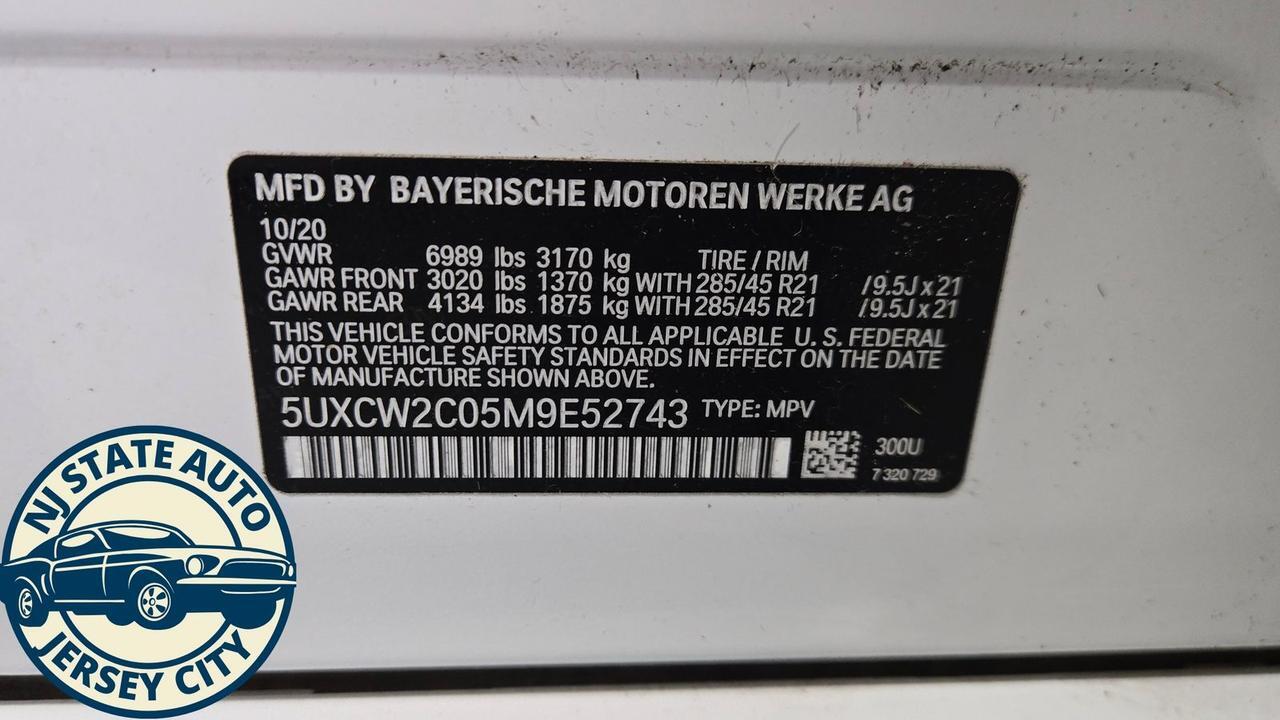 MFD BY BAYERISCHE MOTOREN WERKE AG
10/20
GVWR 6989 lbs 3170 kg TIRE / RIM
GAWR FRONT 3020 lbs 1370 kg WITH 285/45 R21 /9.5J x 21
GAWR REAR 4134 lbs 1875 kg WITH 285/45 R21 /9.5J x 21
THIS VEHICLE CONFORMS TO ALL APPLICABLE U. S. FEDERAL
MOTOR VEHICLE SAFETY STANDARDS IN EFFECT ON THE DATE
OF MANUFACTURE SHOWN ABOVE.
5UXCW2C05M9E52743 TYPE: MPV
300U
7 320 729
NJ STATE AUTO
JERSEY CITY